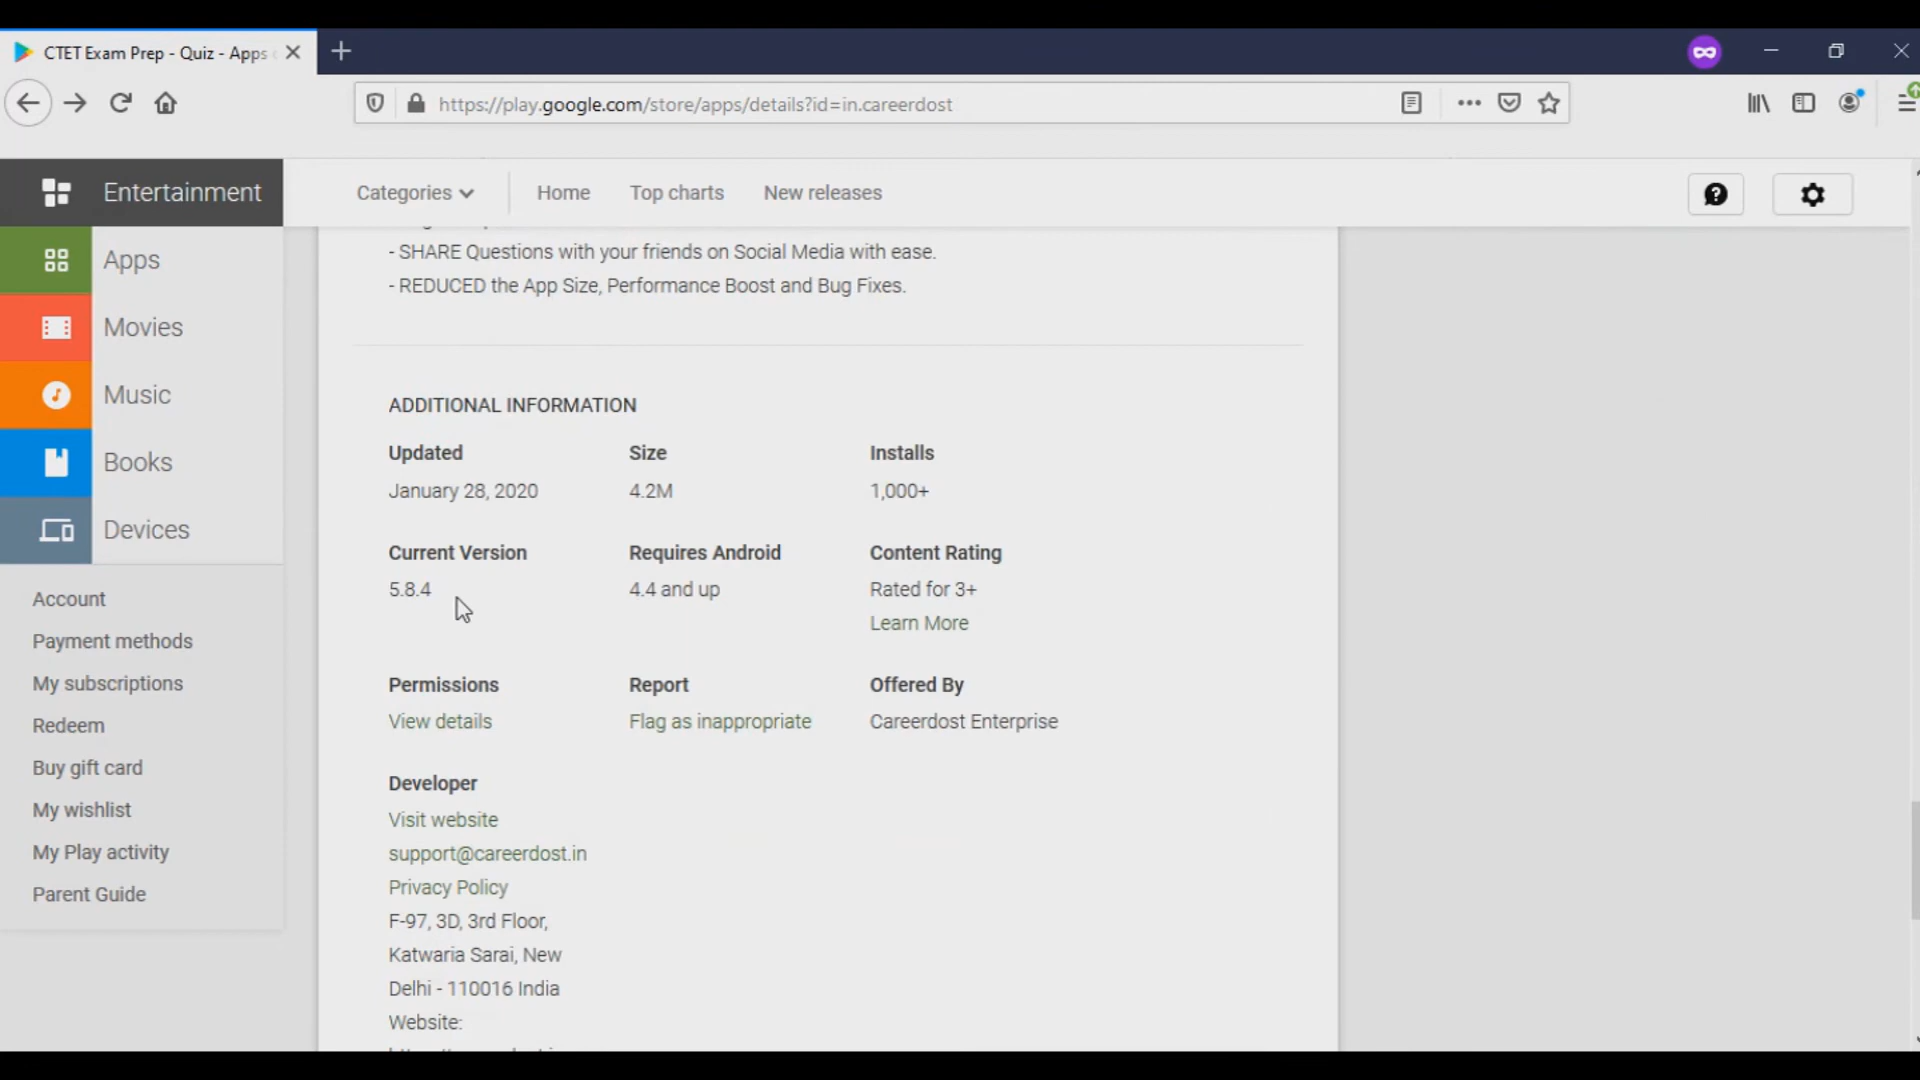 CTET Exam Prep - Quiz - Apps
https://play.google.com/store/apps/details?id=in.careerdost
Entertainment
Categories
Home
Top charts
New releases
Apps
Movies
Music
Books
Devices
Account
Payment methods
My subscriptions
Redeem
Buy gift card
My wishlist
My Play activity
Parent Guide
- SHARE Questions with your friends on Social Media with ease.
- REDUCED the App Size, Performance Boost and Bug Fixes.
ADDITIONAL INFORMATION
Updated
January 28, 2020
Size
4.2M
Installs
1,000+
Current Version
5.8.4
Requires Android
4.4 and up
Content Rating
Rated for 3+
Learn More
Permissions
View details
Report
Flag as inappropriate
Offered By
Careerdost Enterprise
Developer
Visit website
support@careerdost.in
Privacy Policy
F-97, 3D, 3rd Floor,
Katwaria Sarai, New
Delhi - 110016 India
Website: